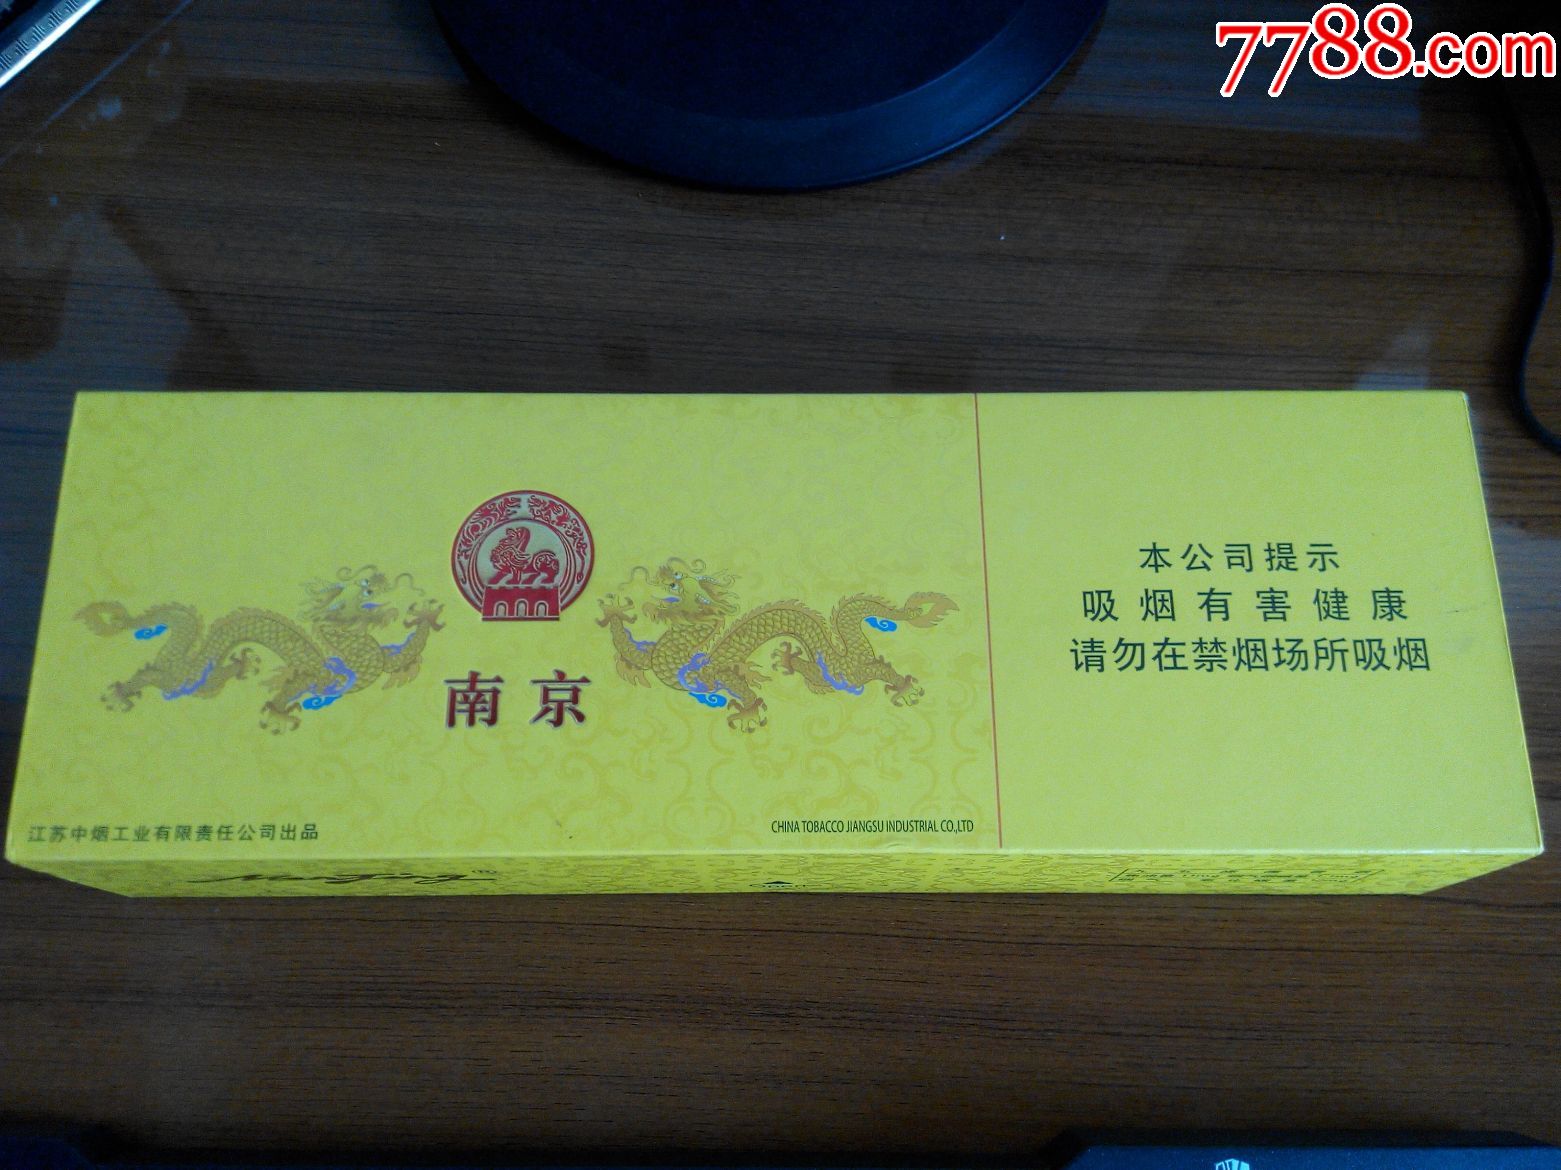 7788.com
本公司提示
吸烟有害健康
请勿在禁烟场所吸烟
南京
江苏中烟工业有限责任公司出品
CHINA TOBACCO JIANGSU INDUSTRIAL CO.,LTD
NanJing®
OPEN